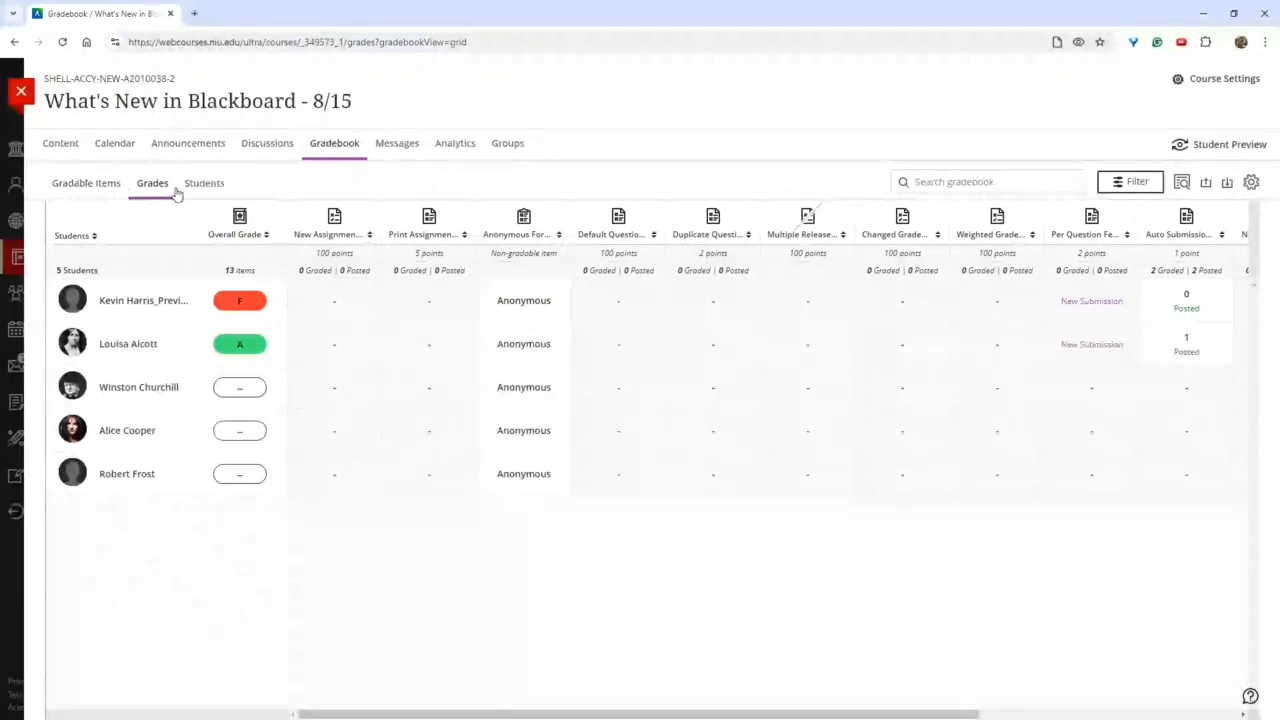 Gradebook / What's New in Blac
https://webcourses.niu.edu/ultra/courses/_349573_1/grades?gradebookView=grid
SHELL-ACCY-NEW-A2010038-2
Course Settings
What's New in Blackboard - 8/15
Content Calendar Announcements Discussions Gradebook Messages Analytics Groups
Student Preview
Gradable Items Grades Students
Search gradebook
Filter
Students Overall Grade New Assignmen... Print Assignmen... Anonymous For... Default Questio... Duplicate Questi... Multiple Release... Changed Grade... Weighted Grade... Per Question Fe... Auto Submissio... N
100 points 5 points Non-gradable item 100 points 2 points 100 points 100 points 100 points 2 points 1 point
5 Students 13 items 0 Graded | 0 Posted 0 Graded | 0 Posted 0 Graded | 0 Posted 0 Graded | 0 Posted 0 Graded | 0 Posted 0 Graded | 0 Posted 0 Graded | 0 Posted 2 Graded | 2 Posted
Kevin Harris_Previ... F - - Anonymous - - - - - New Submission 0
Posted
Louisa Alcott A - - Anonymous - - - - - New Submission 1
Posted
Winston Churchill -- - - Anonymous - - - - - - -
Alice Cooper -- - - Anonymous - - - - - - -
Robert Frost -- - - Anonymous - - - - - - -
Priv
Terr
Acce